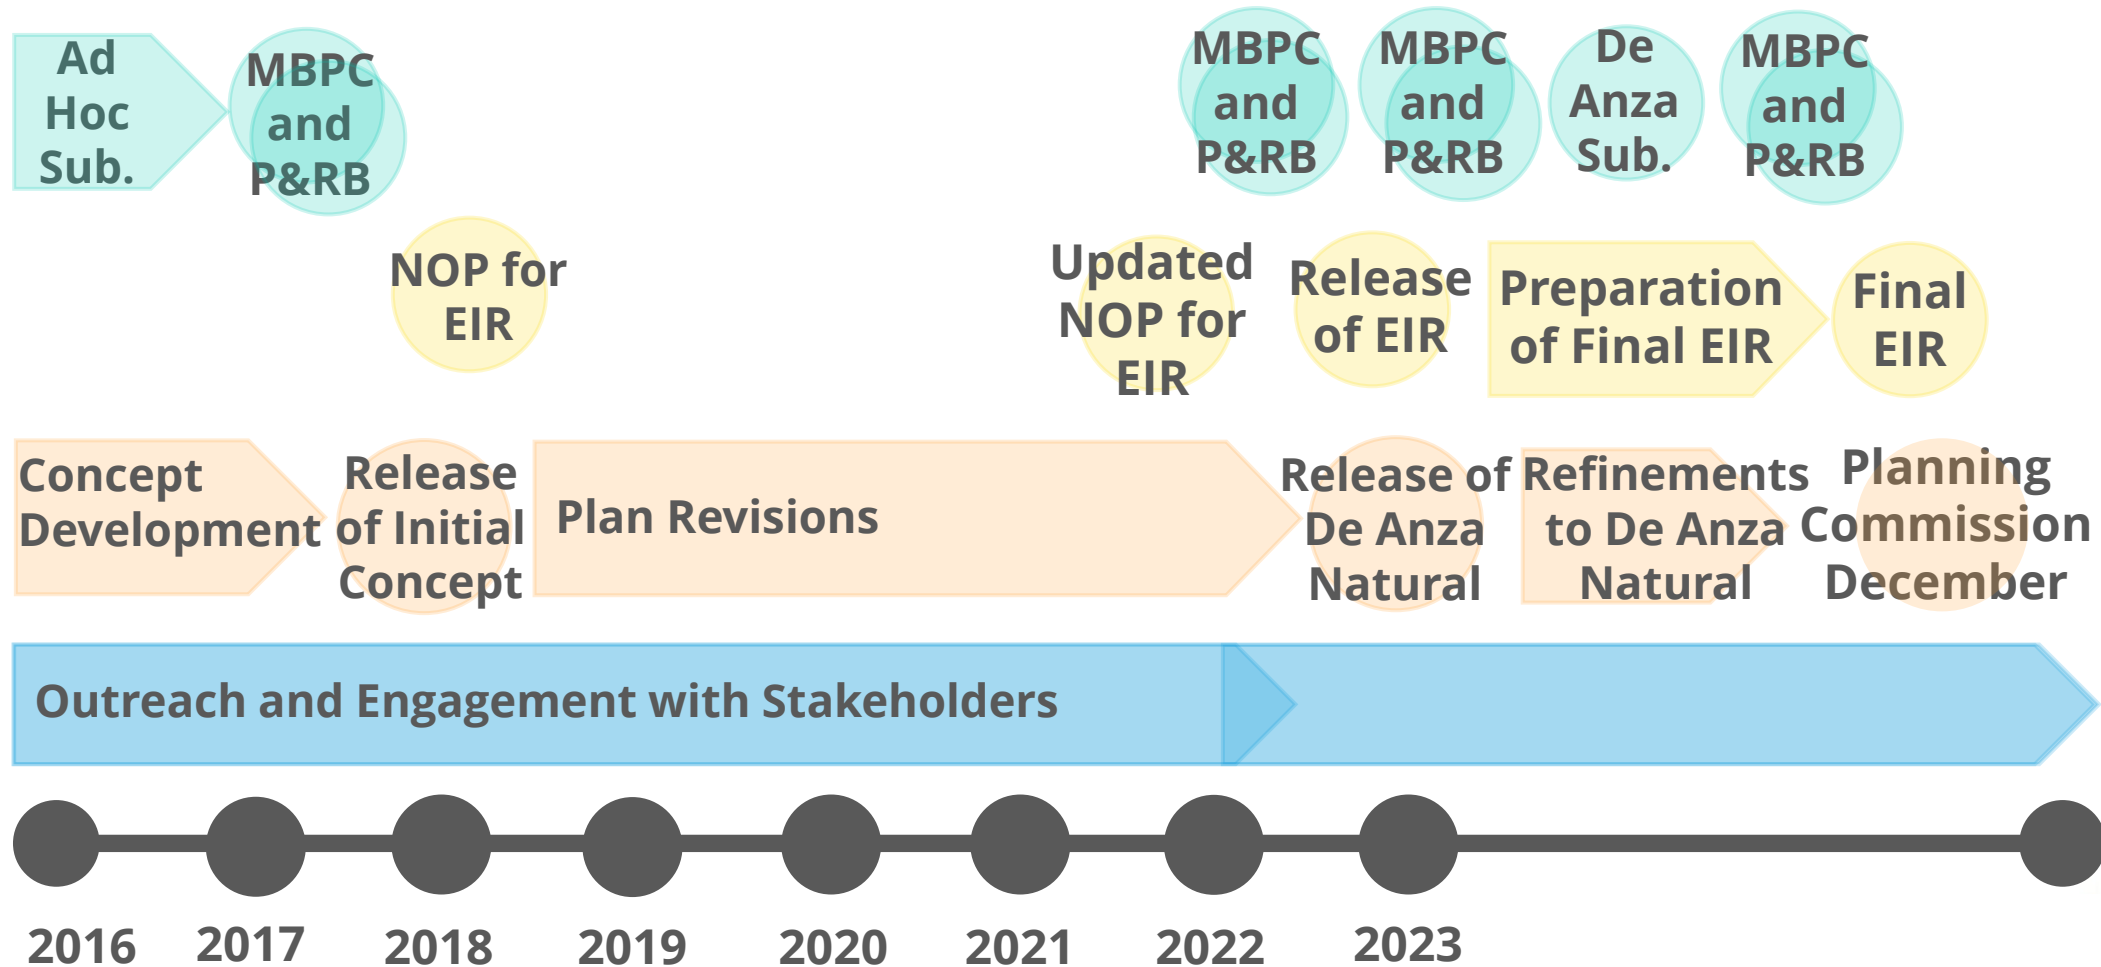 Ad
Hoc
Sub.
MBPC
and
P&RB
MBPC
and
P&RB
MBPC
and
P&RB
De
Anza
Sub.
MBPC
and
P&RB
NOP for
EIR
Updated
NOP for
EIR
Release
of EIR
Preparation
of Final EIR
Final
EIR
Concept
Development
Release
of Initial
Concept
Plan Revisions
Release of
De Anza
Natural
Refinements
to De Anza
Natural
Planning
Commission
December
Outreach and Engagement with Stakeholders
2016
2017
2018
2019
2020
2021
2022
2023